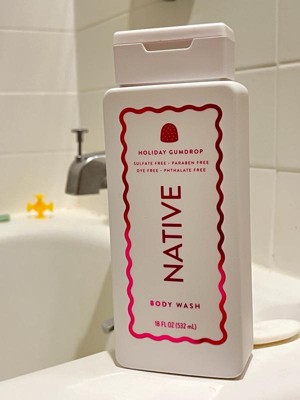 HOLIDAY GUMDROP
SULFATE FREE • PARABEN FREE
DYE FREE • PHTHALATE FREE
NATIVE
BODY WASH
18 FL OZ (532 mL)